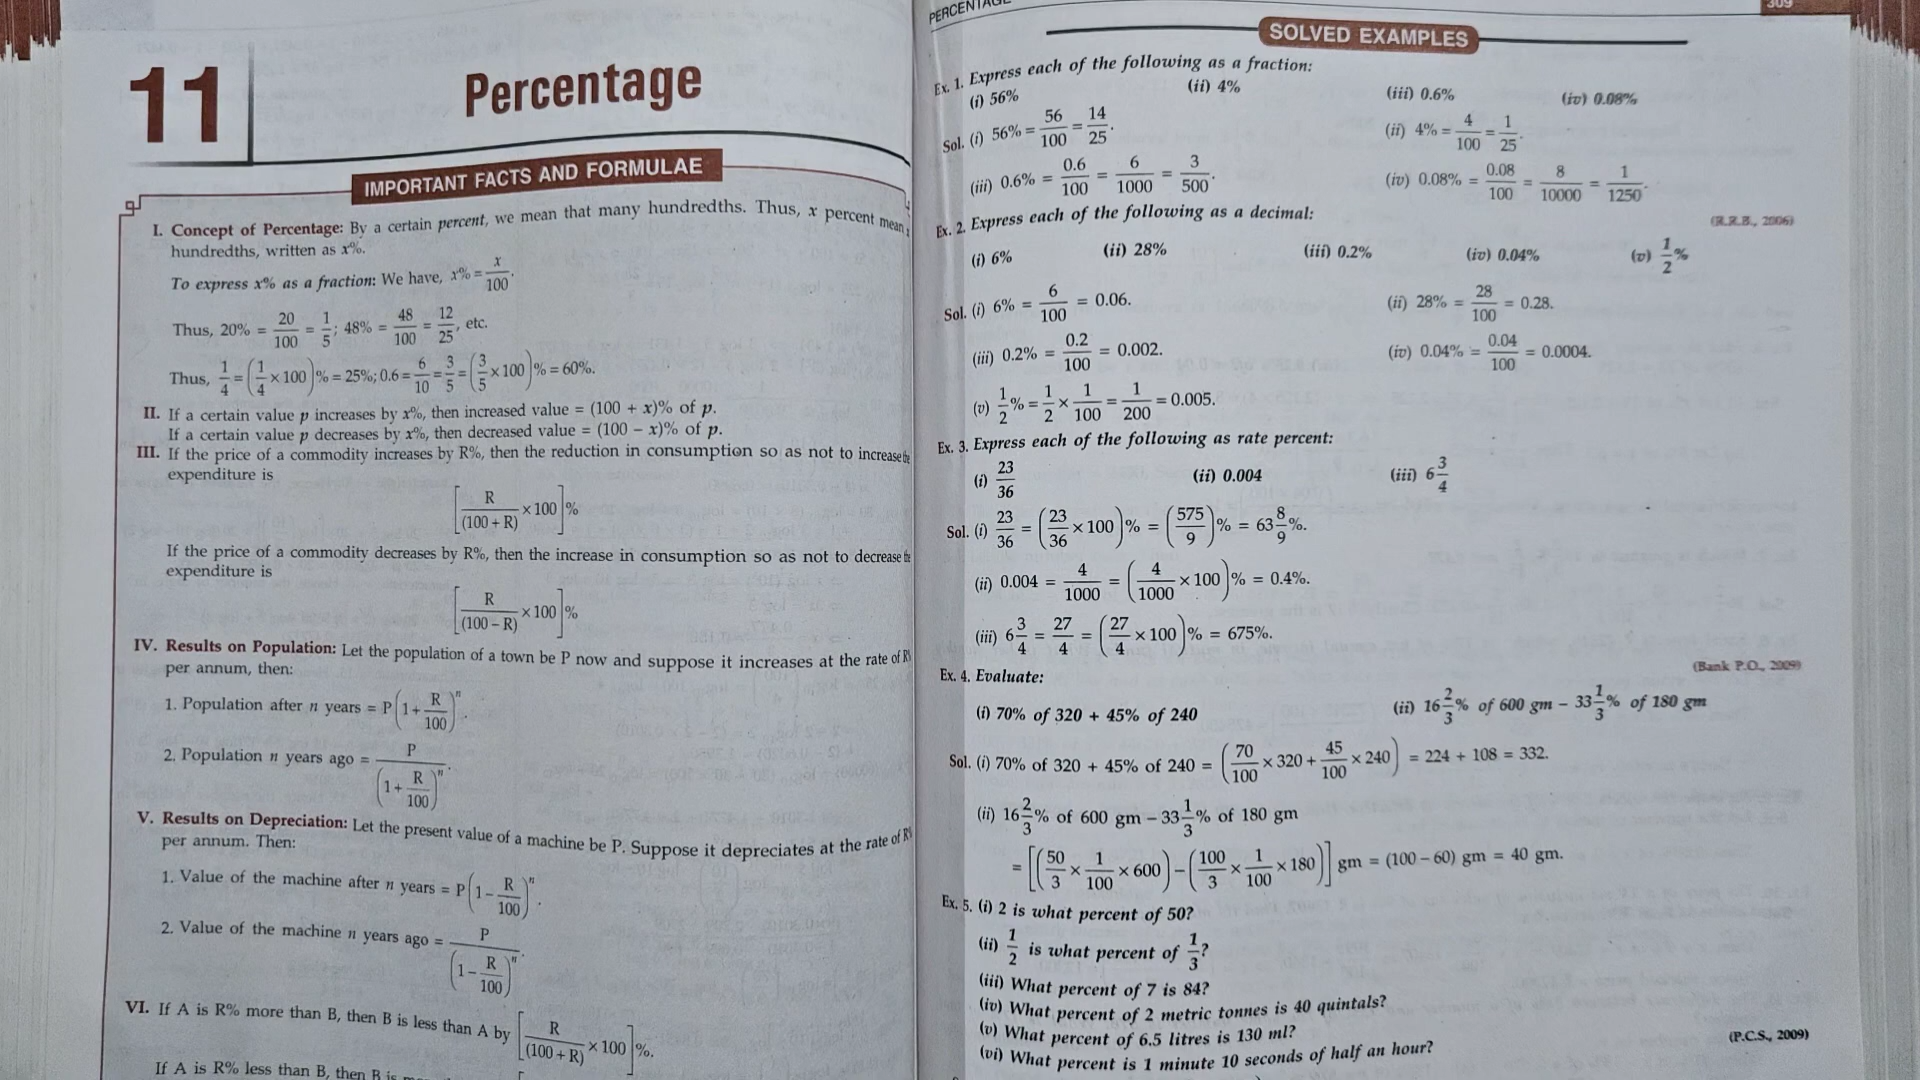 11
Percentage
IMPORTANT FACTS AND FORMULAE
I. Concept of Percentage: By a certain percent, we mean that many hundredths. Thus, x percent means
hundredths, written as x%.
To express x% as a fraction: We have, x% = x/100.
Thus, 20% = 20/100 = 1/5; 48% = 48/100 = 12/25, etc.
Thus, 1/4 = (1/4 × 100)% = 25%; 0.6 = 6/10 = 3/5 = (3/5 × 100)% = 60%.
II. If a certain value p increases by x%, then increased value = (100 + x)% of p.
If a certain value p decreases by x%, then decreased value = (100 – x)% of p.
III. If the price of a commodity increases by R%, then the reduction in consumption so as not to increase the
expenditure is
[R/(100 + R) × 100]%
If the price of a commodity decreases by R%, then the increase in consumption so as not to decrease the
expenditure is
[R/(100 – R) × 100]%
IV. Results on Population: Let the population of a town be P now and suppose it increases at the rate of R%
per annum, then:
1. Population after n years = P(1 + R/100)^n.
2. Population n years ago = P/(1 + R/100)^n.
V. Results on Depreciation: Let the present value of a machine be P. Suppose it depreciates at the rate of R%
per annum. Then:
1. Value of the machine after n years = P(1 – R/100)^n.
2. Value of the machine n years ago = P/(1 – R/100)^n.
VI. If A is R% more than B, then B is less than A by [R/(100 + R) × 100]%.
If A is R% less than B, then B is
PERCENTAGE
309
SOLVED EXAMPLES
Ex. 1. Express each of the following as a fraction:
(i) 56% (ii) 4% (iii) 0.6% (iv) 0.08%
Sol. (i) 56% = 56/100 = 14/25. (ii) 4% = 4/100 = 1/25.
(iii) 0.6% = 0.6/100 = 6/1000 = 3/500. (iv) 0.08% = 0.08/100 = 8/10000 = 1/1250.
Ex. 2. Express each of the following as a decimal: (R.R.B., 2006)
(i) 6% (ii) 28% (iii) 0.2% (iv) 0.04% (v) 1/2%
Sol. (i) 6% = 6/100 = 0.06. (ii) 28% = 28/100 = 0.28.
(iii) 0.2% = 0.2/100 = 0.002. (iv) 0.04% = 0.04/100 = 0.0004.
(v) 1/2% = 1/2 × 1/100 = 1/200 = 0.005.
Ex. 3. Express each of the following as rate percent:
(i) 23/36 (ii) 0.004 (iii) 6 3/4
Sol. (i) 23/36 = (23/36 × 100)% = (575/9)% = 63 8/9%.
(ii) 0.004 = 4/1000 = (4/1000 × 100)% = 0.4%.
(iii) 6 3/4 = 27/4 = (27/4 × 100)% = 675%.
Ex. 4. Evaluate: (Bank P.O., 2009)
(i) 70% of 320 + 45% of 240 (ii) 16 2/3% of 600 gm – 33 1/3% of 180 gm
Sol. (i) 70% of 320 + 45% of 240 = (70/100 × 320 + 45/100 × 240) = 224 + 108 = 332.
(ii) 16 2/3% of 600 gm – 33 1/3% of 180 gm
= [(50/3 × 1/100 × 600) – (100/3 × 1/100 × 180)] gm = (100 – 60) gm = 40 gm.
Ex. 5. (i) 2 is what percent of 50?
(ii) 1/2 is what percent of 1/3?
(iii) What percent of 7 is 84?
(iv) What percent of 2 metric tonnes is 40 quintals?
(v) What percent of 6.5 litres is 130 ml?
(vi) What percent is 1 minute 10 seconds of half an hour? (P.C.S., 2009)